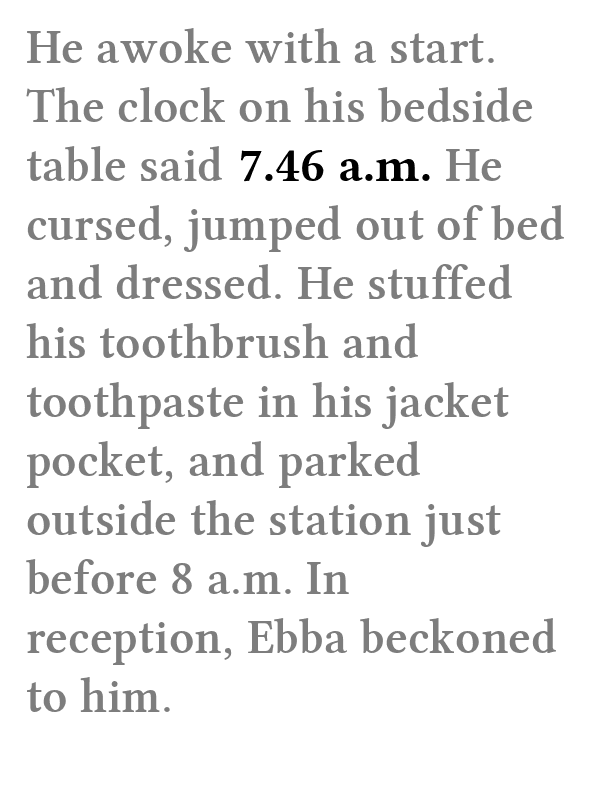 He awoke with a start.
The clock on his bedside
table said 7.46 a.m. He
cursed, jumped out of bed
and dressed. He stuffed
his toothbrush and
toothpaste in his jacket
pocket, and parked
outside the station just
before 8 a.m. In
reception, Ebba beckoned
to him.